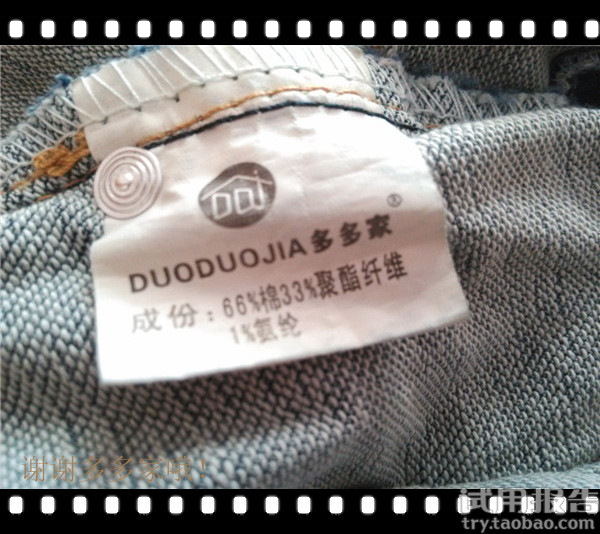 DDJ
®
DUODUOJIA多多家
成份：66%棉33%聚酯纤维
1%氨纶
谢谢多多家哦！
试用报告
try.taobao.com